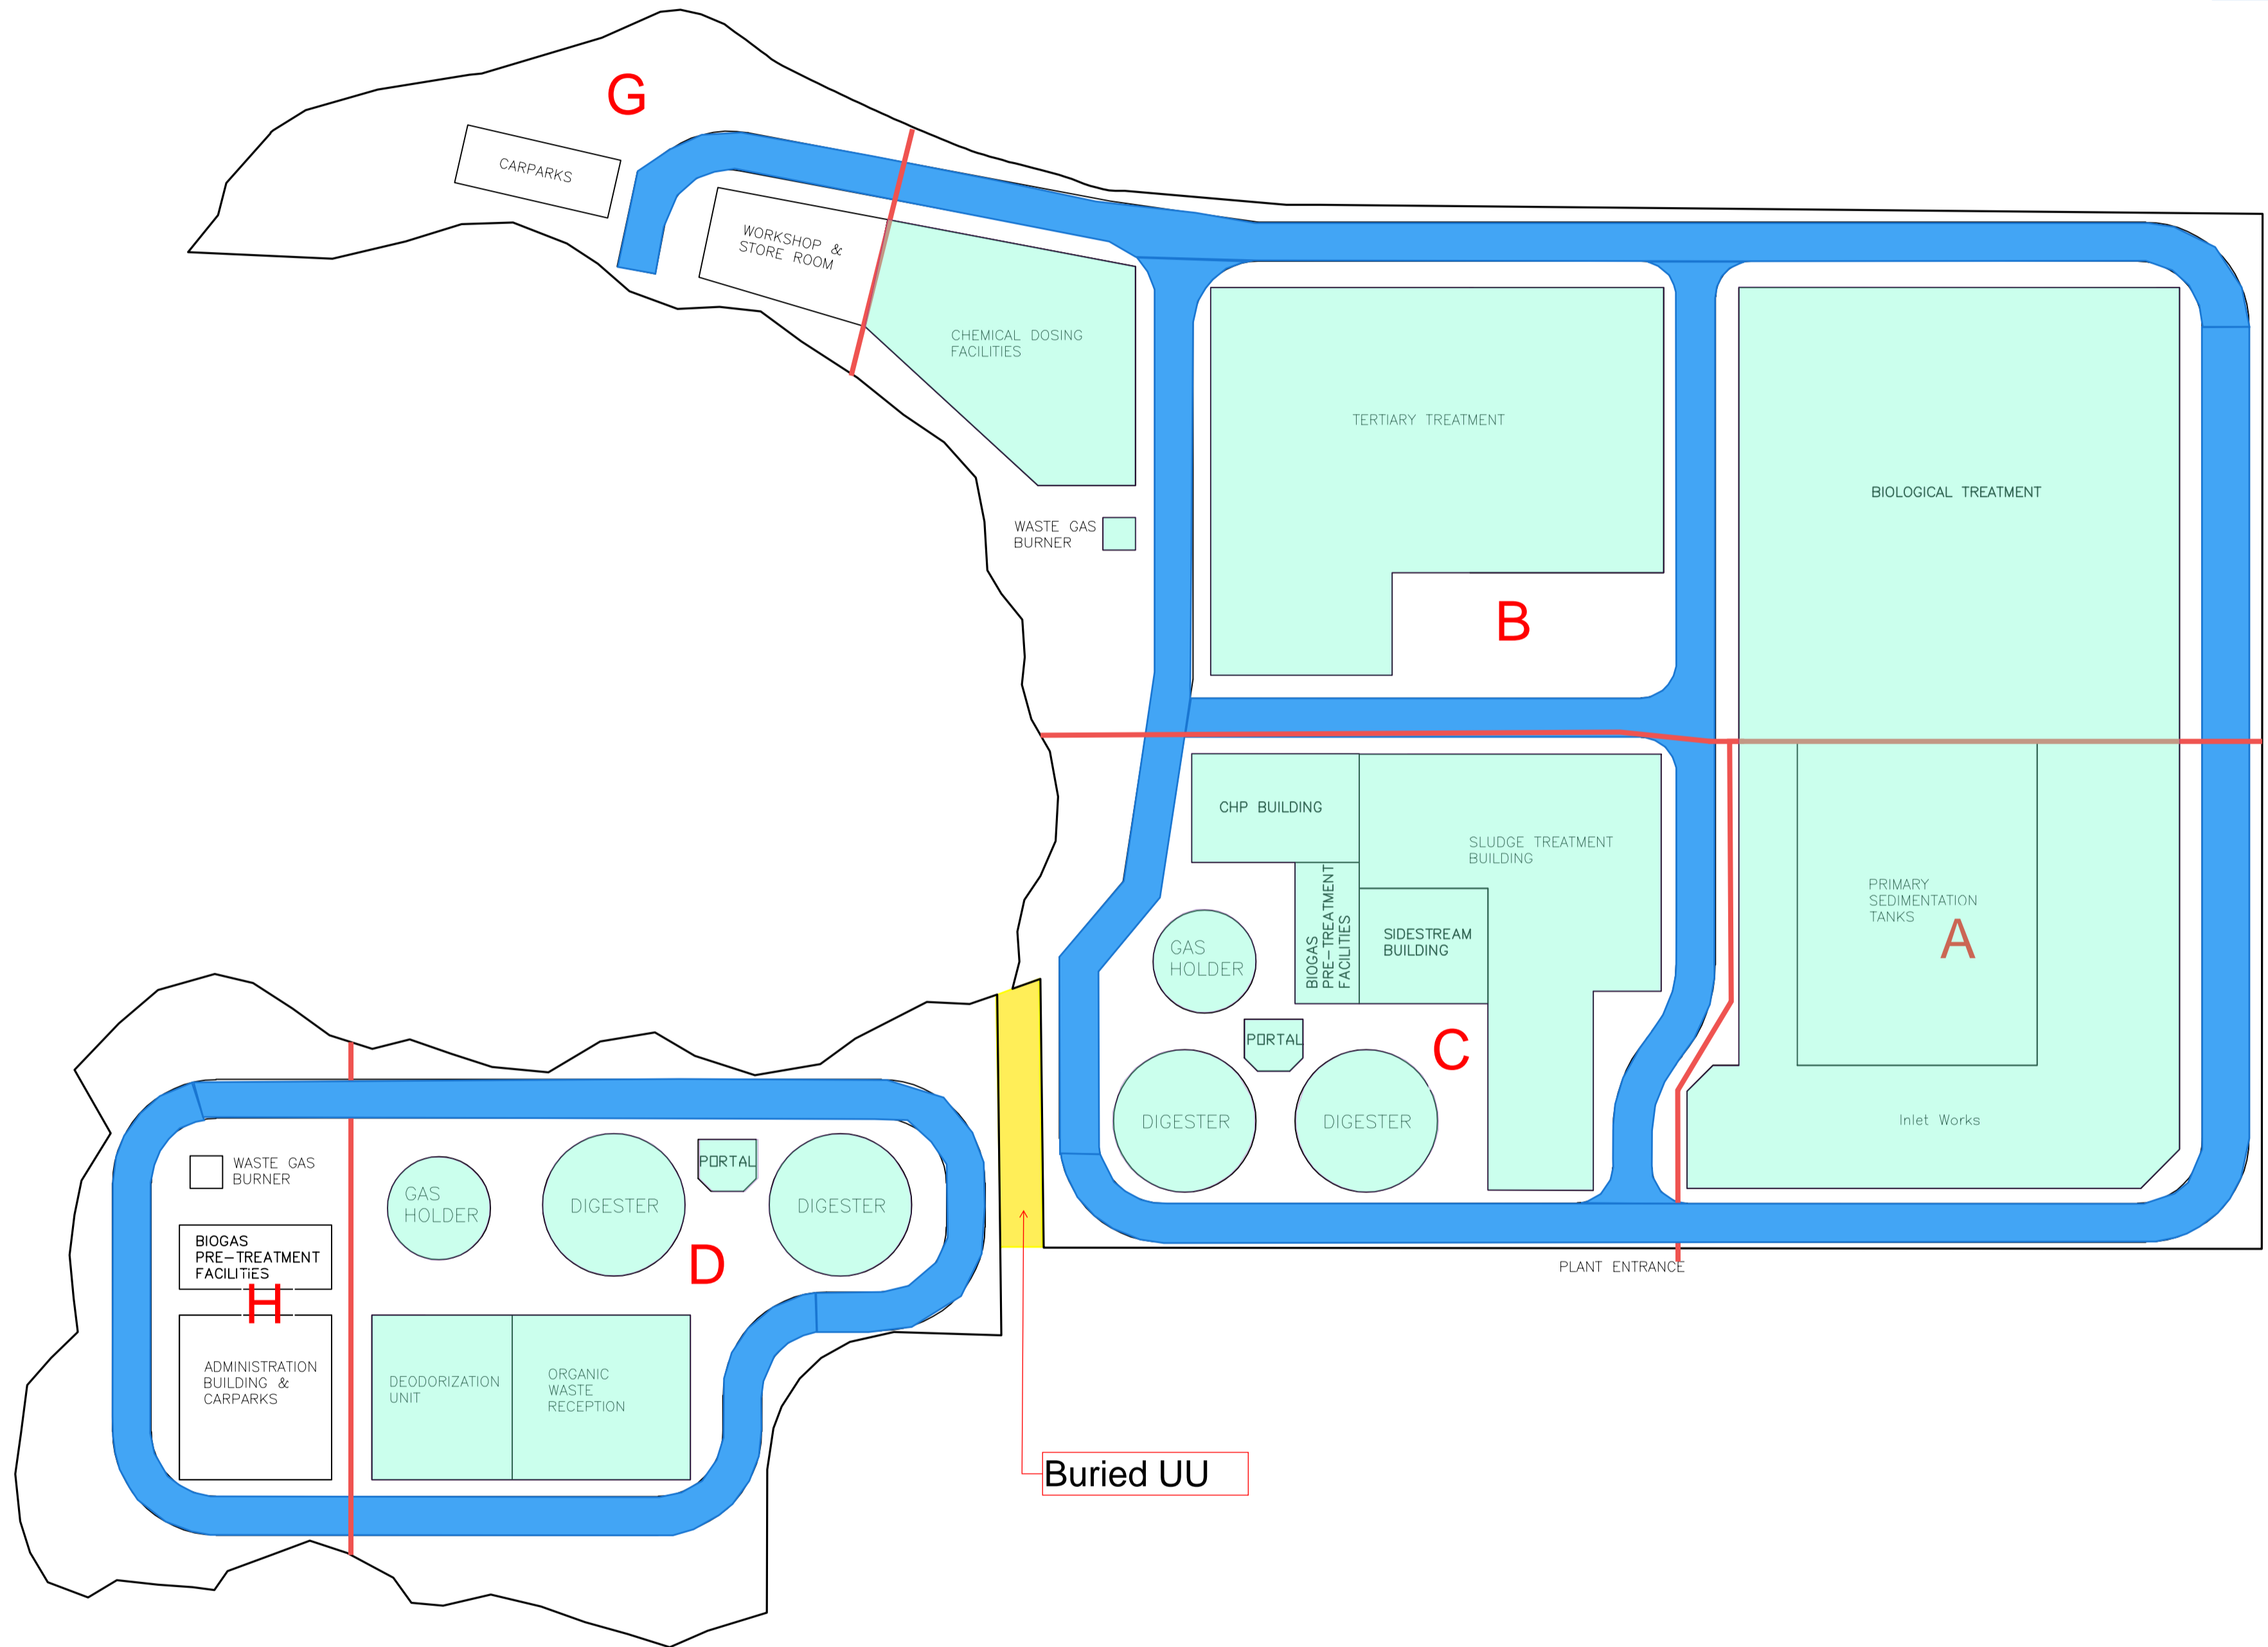 G
CARPARKS
WORKSHOP &
STORE ROOM
CHEMICAL DOSING
FACILITIES
TERTIARY TREATMENT
BIOLOGICAL TREATMENT
WASTE GAS
BURNER
B
CHP BUILDING
SLUDGE TREATMENT
BUILDING
BIOGAS
PRE-TREATMENT
FACILITIES
SIDESTREAM
BUILDING
PRIMARY
SEDIMENTATION
TANKS
A
GAS
HOLDER
PORTAL
C
DIGESTER
DIGESTER
Inlet Works
PLANT ENTRANCE
WASTE GAS
BURNER
GAS
HOLDER
DIGESTER
PORTAL
DIGESTER
BIOGAS
PRE-TREATMENT
FACILITIES
H
D
ADMINISTRATION
BUILDING &
CARPARKS
DEODORIZATION
UNIT
ORGANIC
WASTE
RECEPTION
Buried UU